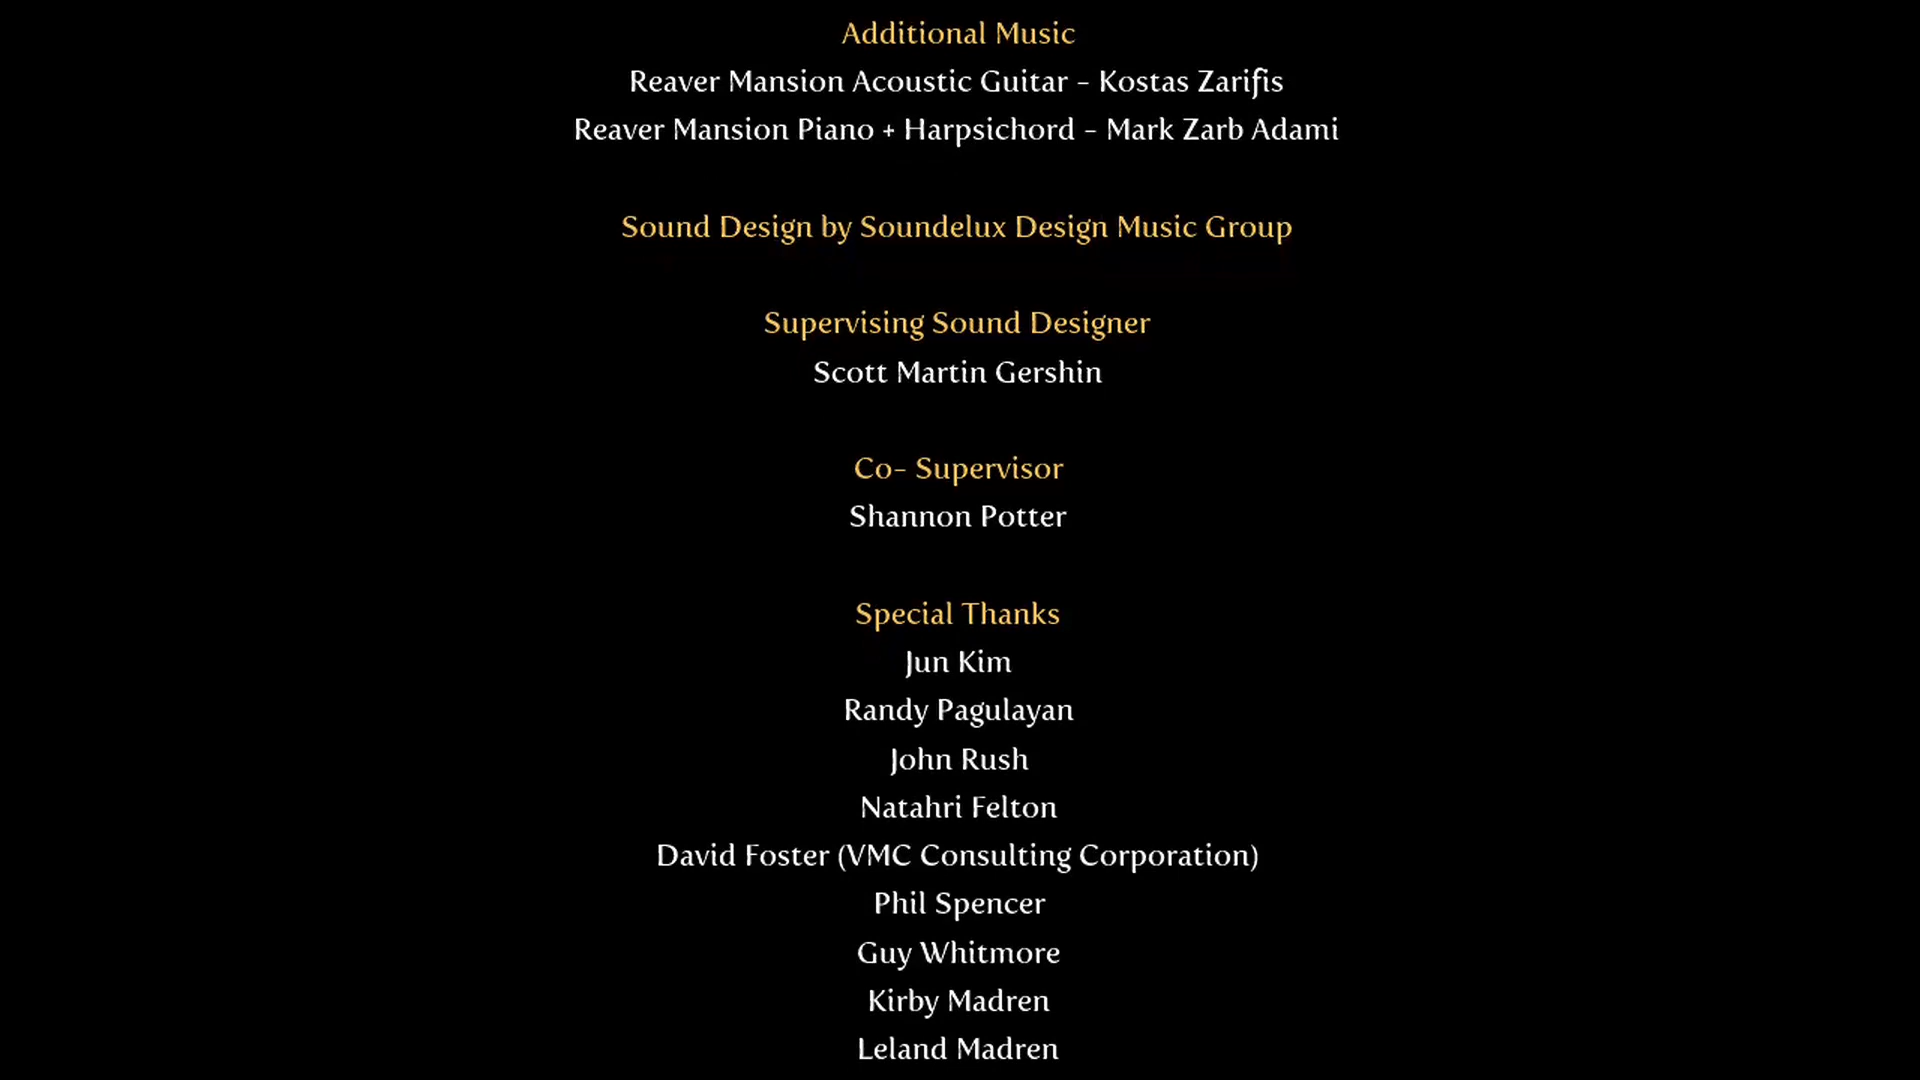 Additional Music
Reaver Mansion Acoustic Guitar - Kostas Zarifis
Reaver Mansion Piano + Harpsichord - Mark Zarb Adami
Sound Design by Soundelux Design Music Group
Supervising Sound Designer
Scott Martin Gershin
Co- Supervisor
Shannon Potter
Special Thanks
Jun Kim
Randy Pagulayan
John Rush
Natahri Felton
David Foster (VMC Consulting Corporation)
Phil Spencer
Guy Whitmore
Kirby Madren
Leland Madren